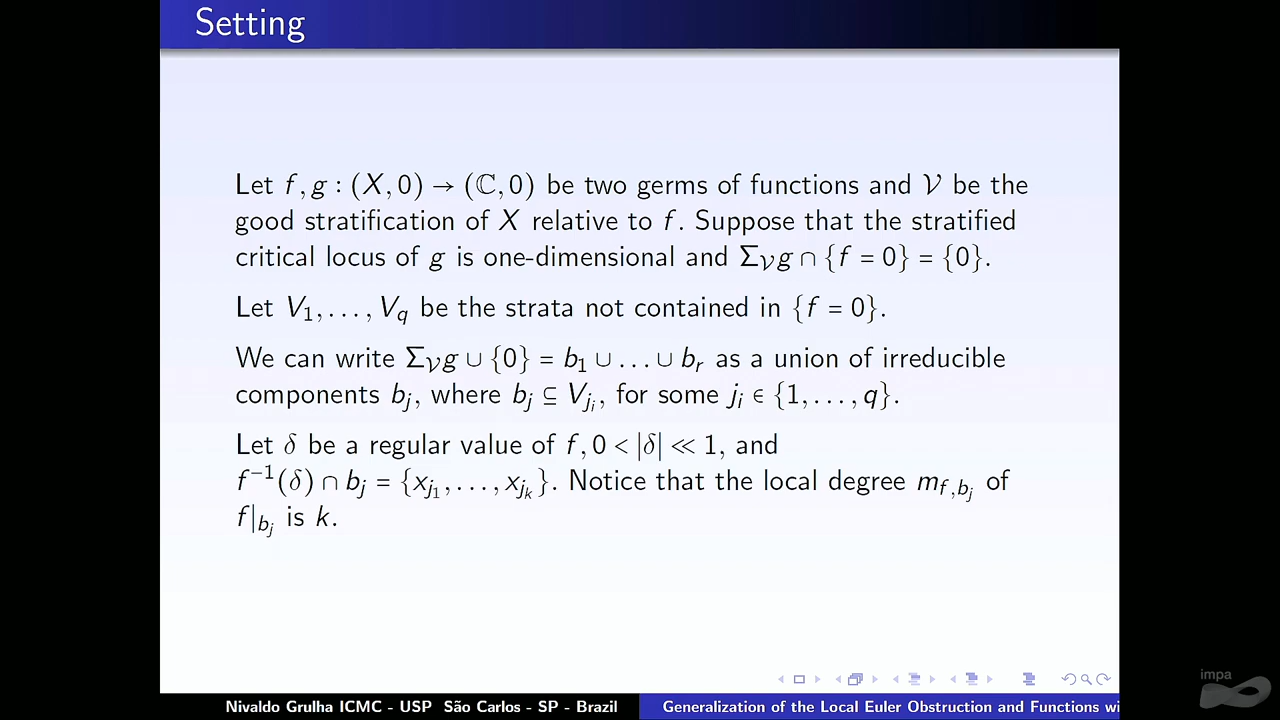 Setting
Let f, g : (X, 0) → (ℂ, 0) be two germs of functions and 𝒱 be the
good stratification of X relative to f. Suppose that the stratified
critical locus of g is one-dimensional and Σ_𝒱 g ∩ {f = 0} = {0}.
Let V₁, . . . , V_q be the strata not contained in {f = 0}.
We can write Σ_𝒱 g ∪ {0} = b₁ ∪ . . . ∪ b_r as a union of irreducible
components b_j, where b_j ⊆ V_{j_i}, for some j_i ∈ {1, . . . , q}.
Let δ be a regular value of f, 0 < |δ| ≪ 1, and
f⁻¹(δ) ∩ b_j = {x_{j_1}, . . . , x_{j_k}}. Notice that the local degree m_{f,b_j} of
f|_{b_j} is k.
Nivaldo Grulha ICMC - USP São Carlos - SP - Brazil
Generalization of the Local Euler Obstruction and Functions wi
impa